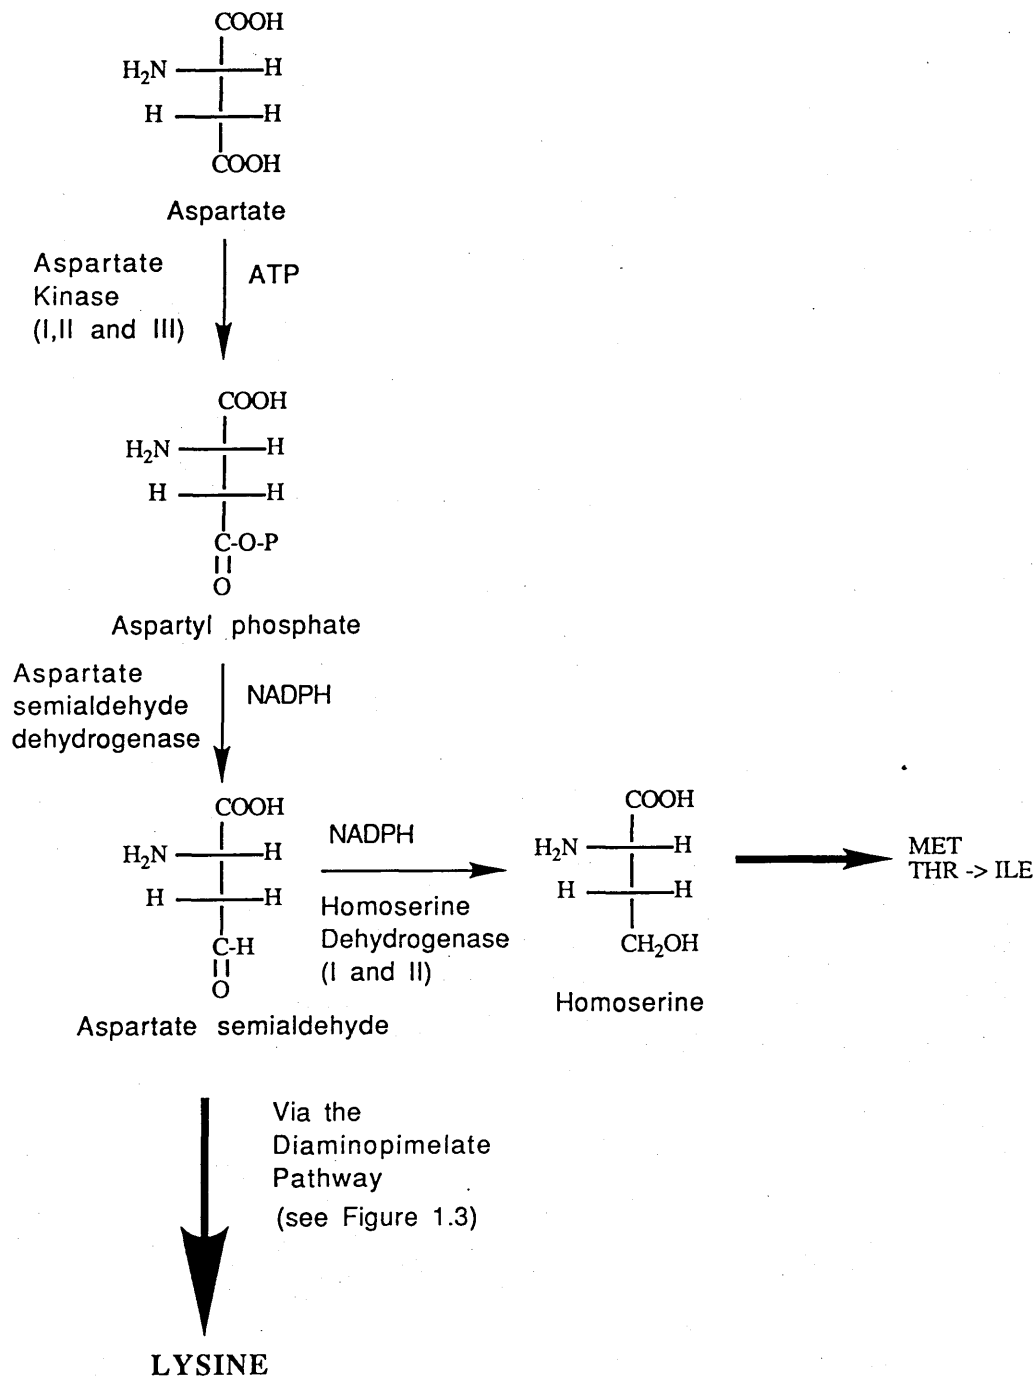 COOH
H₂N H
H H
COOH
Aspartate
Aspartate
Kinase
(I,II and III)
ATP
COOH
H₂N H
H H
C-O-P
O
Aspartyl phosphate
Aspartate
semialdehyde
dehydrogenase
NADPH
COOH
H₂N H
H H
C-H
O
Aspartate semialdehyde
NADPH
Homoserine
Dehydrogenase
(I and II)
COOH
H₂N H
H H
CH₂OH
Homoserine
MET
THR -> ILE
Via the
Diaminopimelate
Pathway
(see Figure 1.3)
LYSINE